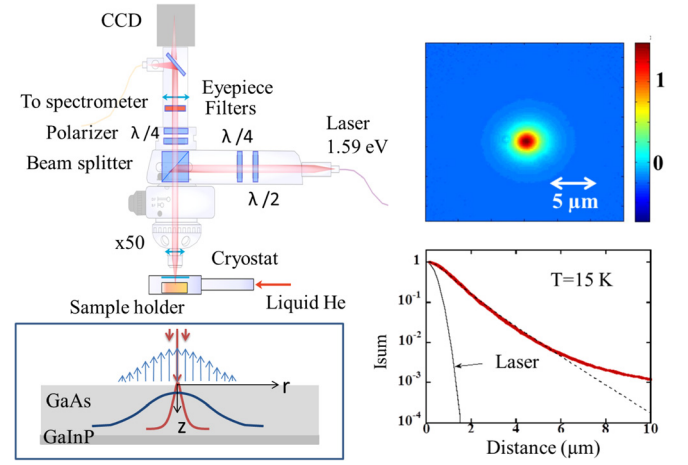 CCD
To spectrometer
Eyepiece
Filters
Polarizer
λ /4
λ /4
Laser
1.59 eV
Beam splitter
λ /2
x50
Cryostat
Sample holder
Liquid He
GaAs
r
z
GaInP
1
0
5 µm
T=15 K
Isum
1
10⁻¹
10⁻²
10⁻³
10⁻⁴
Laser
0 2 4 6 8 10
Distance (µm)